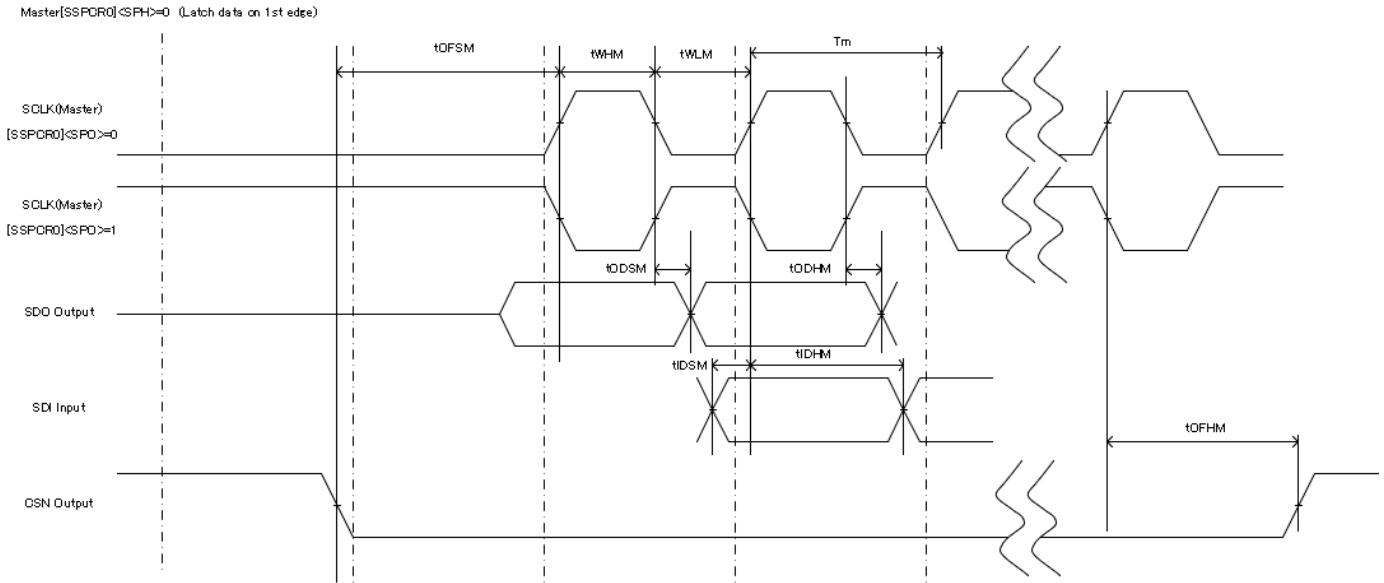 Master[SSPCR0]<SPH>=0 (Latch data on 1st edge)
tOFSM
tWHM
tWLM
Tm
SCLK(Master)
[SSPCR0]<SPO>=0
SCLK(Master)
[SSPCR0]<SPO>=1
tODSM
tODHM
SDO Output
tIDSM
tIDHM
SDI Input
tOFHM
CSN Output